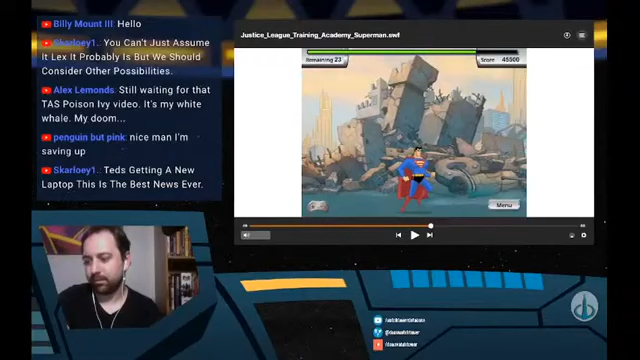 Billy Mount III: Hello
Skarloey1.: You Can't Just Assume
It Lex It Probably Is But We Should
Consider Other Possibilities.
Alex Lemonds: Still waiting for that
TAS Poison Ivy video. It's my white
whale. My doom...
penguin but pink: nice man I'm
saving up
Skarloey1.: Teds Getting A New
Laptop This Is The Best News Ever.
Justice_League_Training_Academy_Superman.swf
Remaining 23
Score 45500
Menu